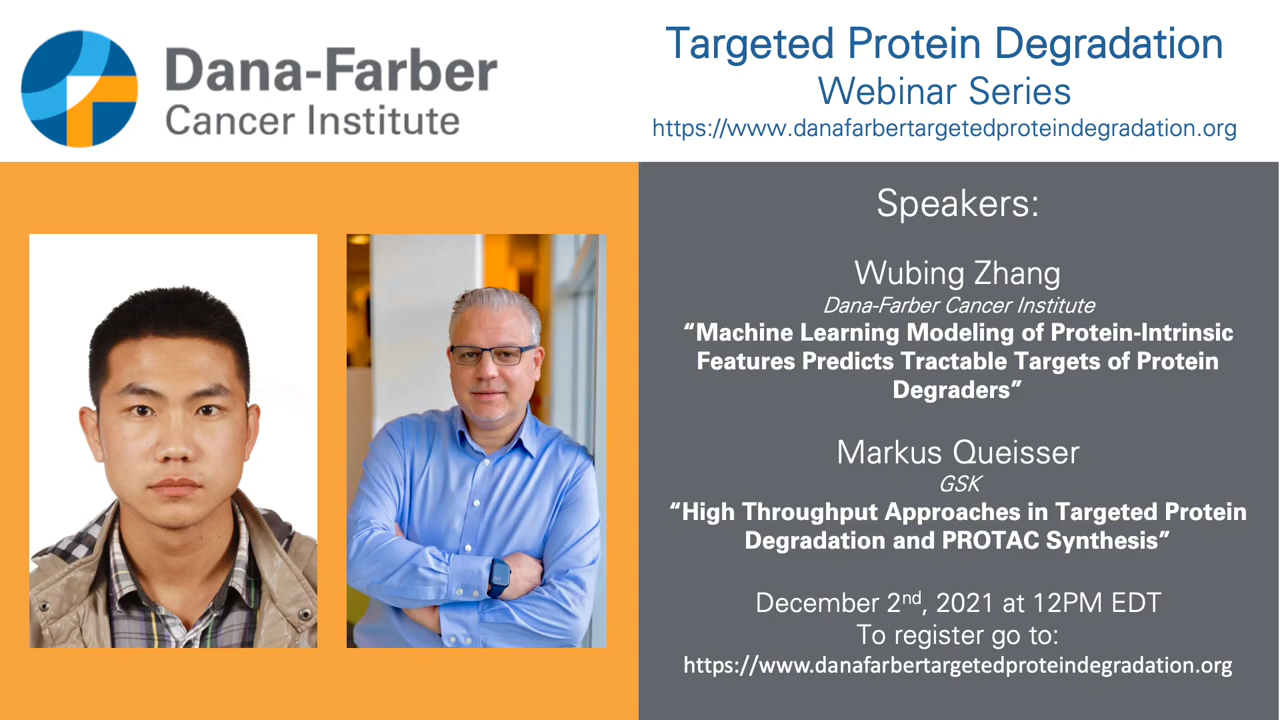 Dana-Farber
Cancer Institute
Targeted Protein Degradation
Webinar Series
https://www.danafarbertargetedproteindegradation.org
Speakers:
Wubing Zhang
Dana-Farber Cancer Institute
“Machine Learning Modeling of Protein-Intrinsic
Features Predicts Tractable Targets of Protein
Degraders”
Markus Queisser
GSK
“High Throughput Approaches in Targeted Protein
Degradation and PROTAC Synthesis”
December 2nd, 2021 at 12PM EDT
To register go to:
https://www.danafarbertargetedproteindegradation.org